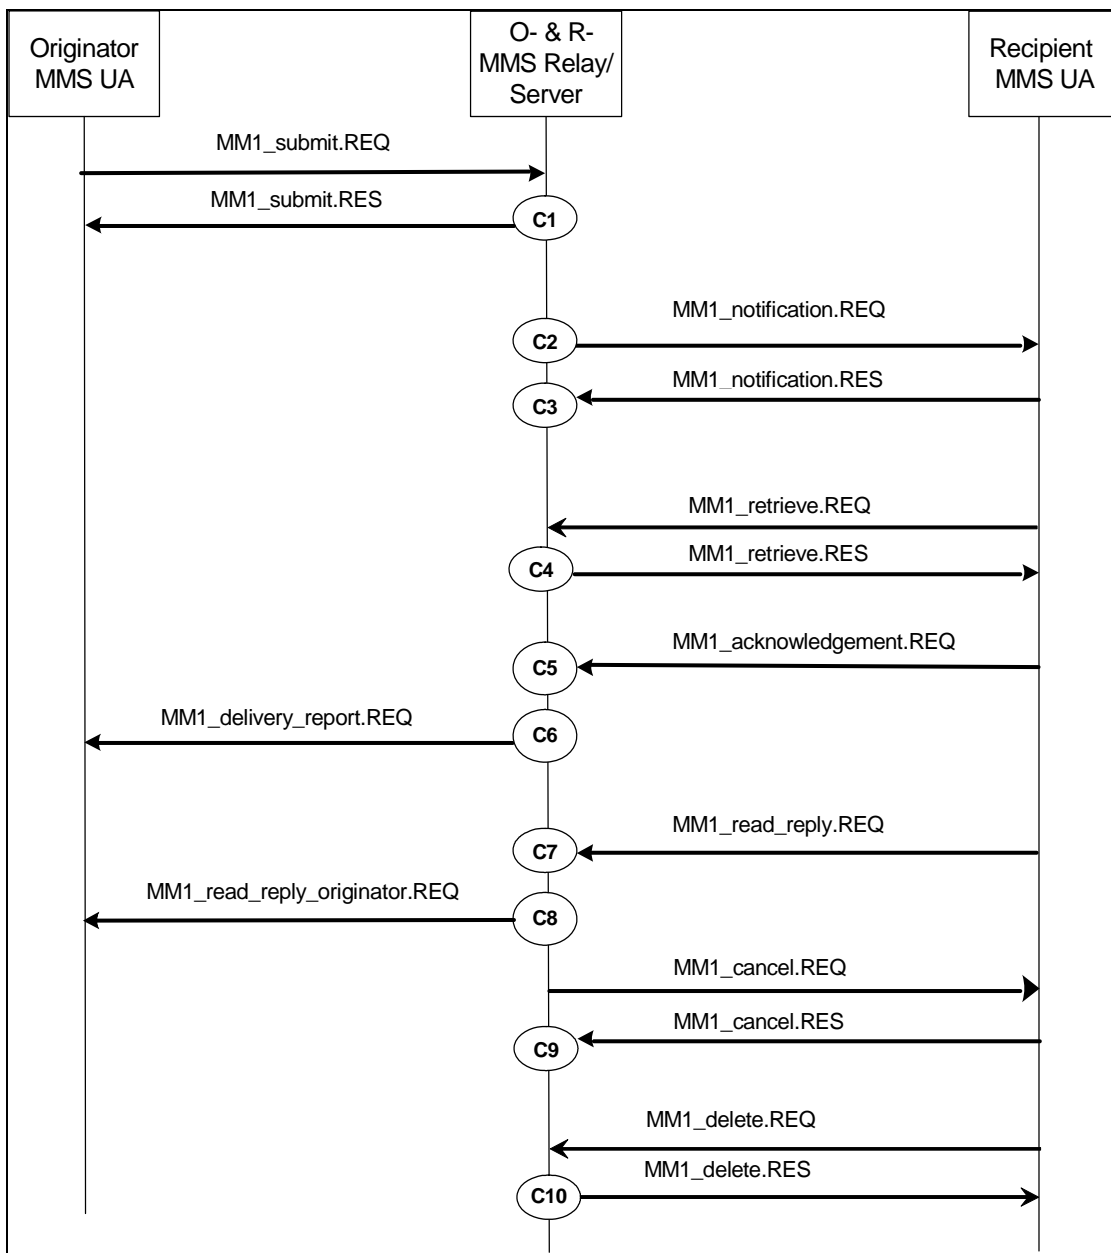 Originator
MMS UA
O- & R-
MMS Relay/
Server
Recipient
MMS UA
MM1_submit.REQ
MM1_submit.RES
C1
MM1_notification.REQ
C2
MM1_notification.RES
C3
MM1_retrieve.REQ
MM1_retrieve.RES
C4
MM1_acknowledgement.REQ
C5
MM1_delivery_report.REQ
C6
MM1_read_reply.REQ
C7
MM1_read_reply_originator.REQ
C8
MM1_cancel.REQ
MM1_cancel.RES
C9
MM1_delete.REQ
MM1_delete.RES
C10